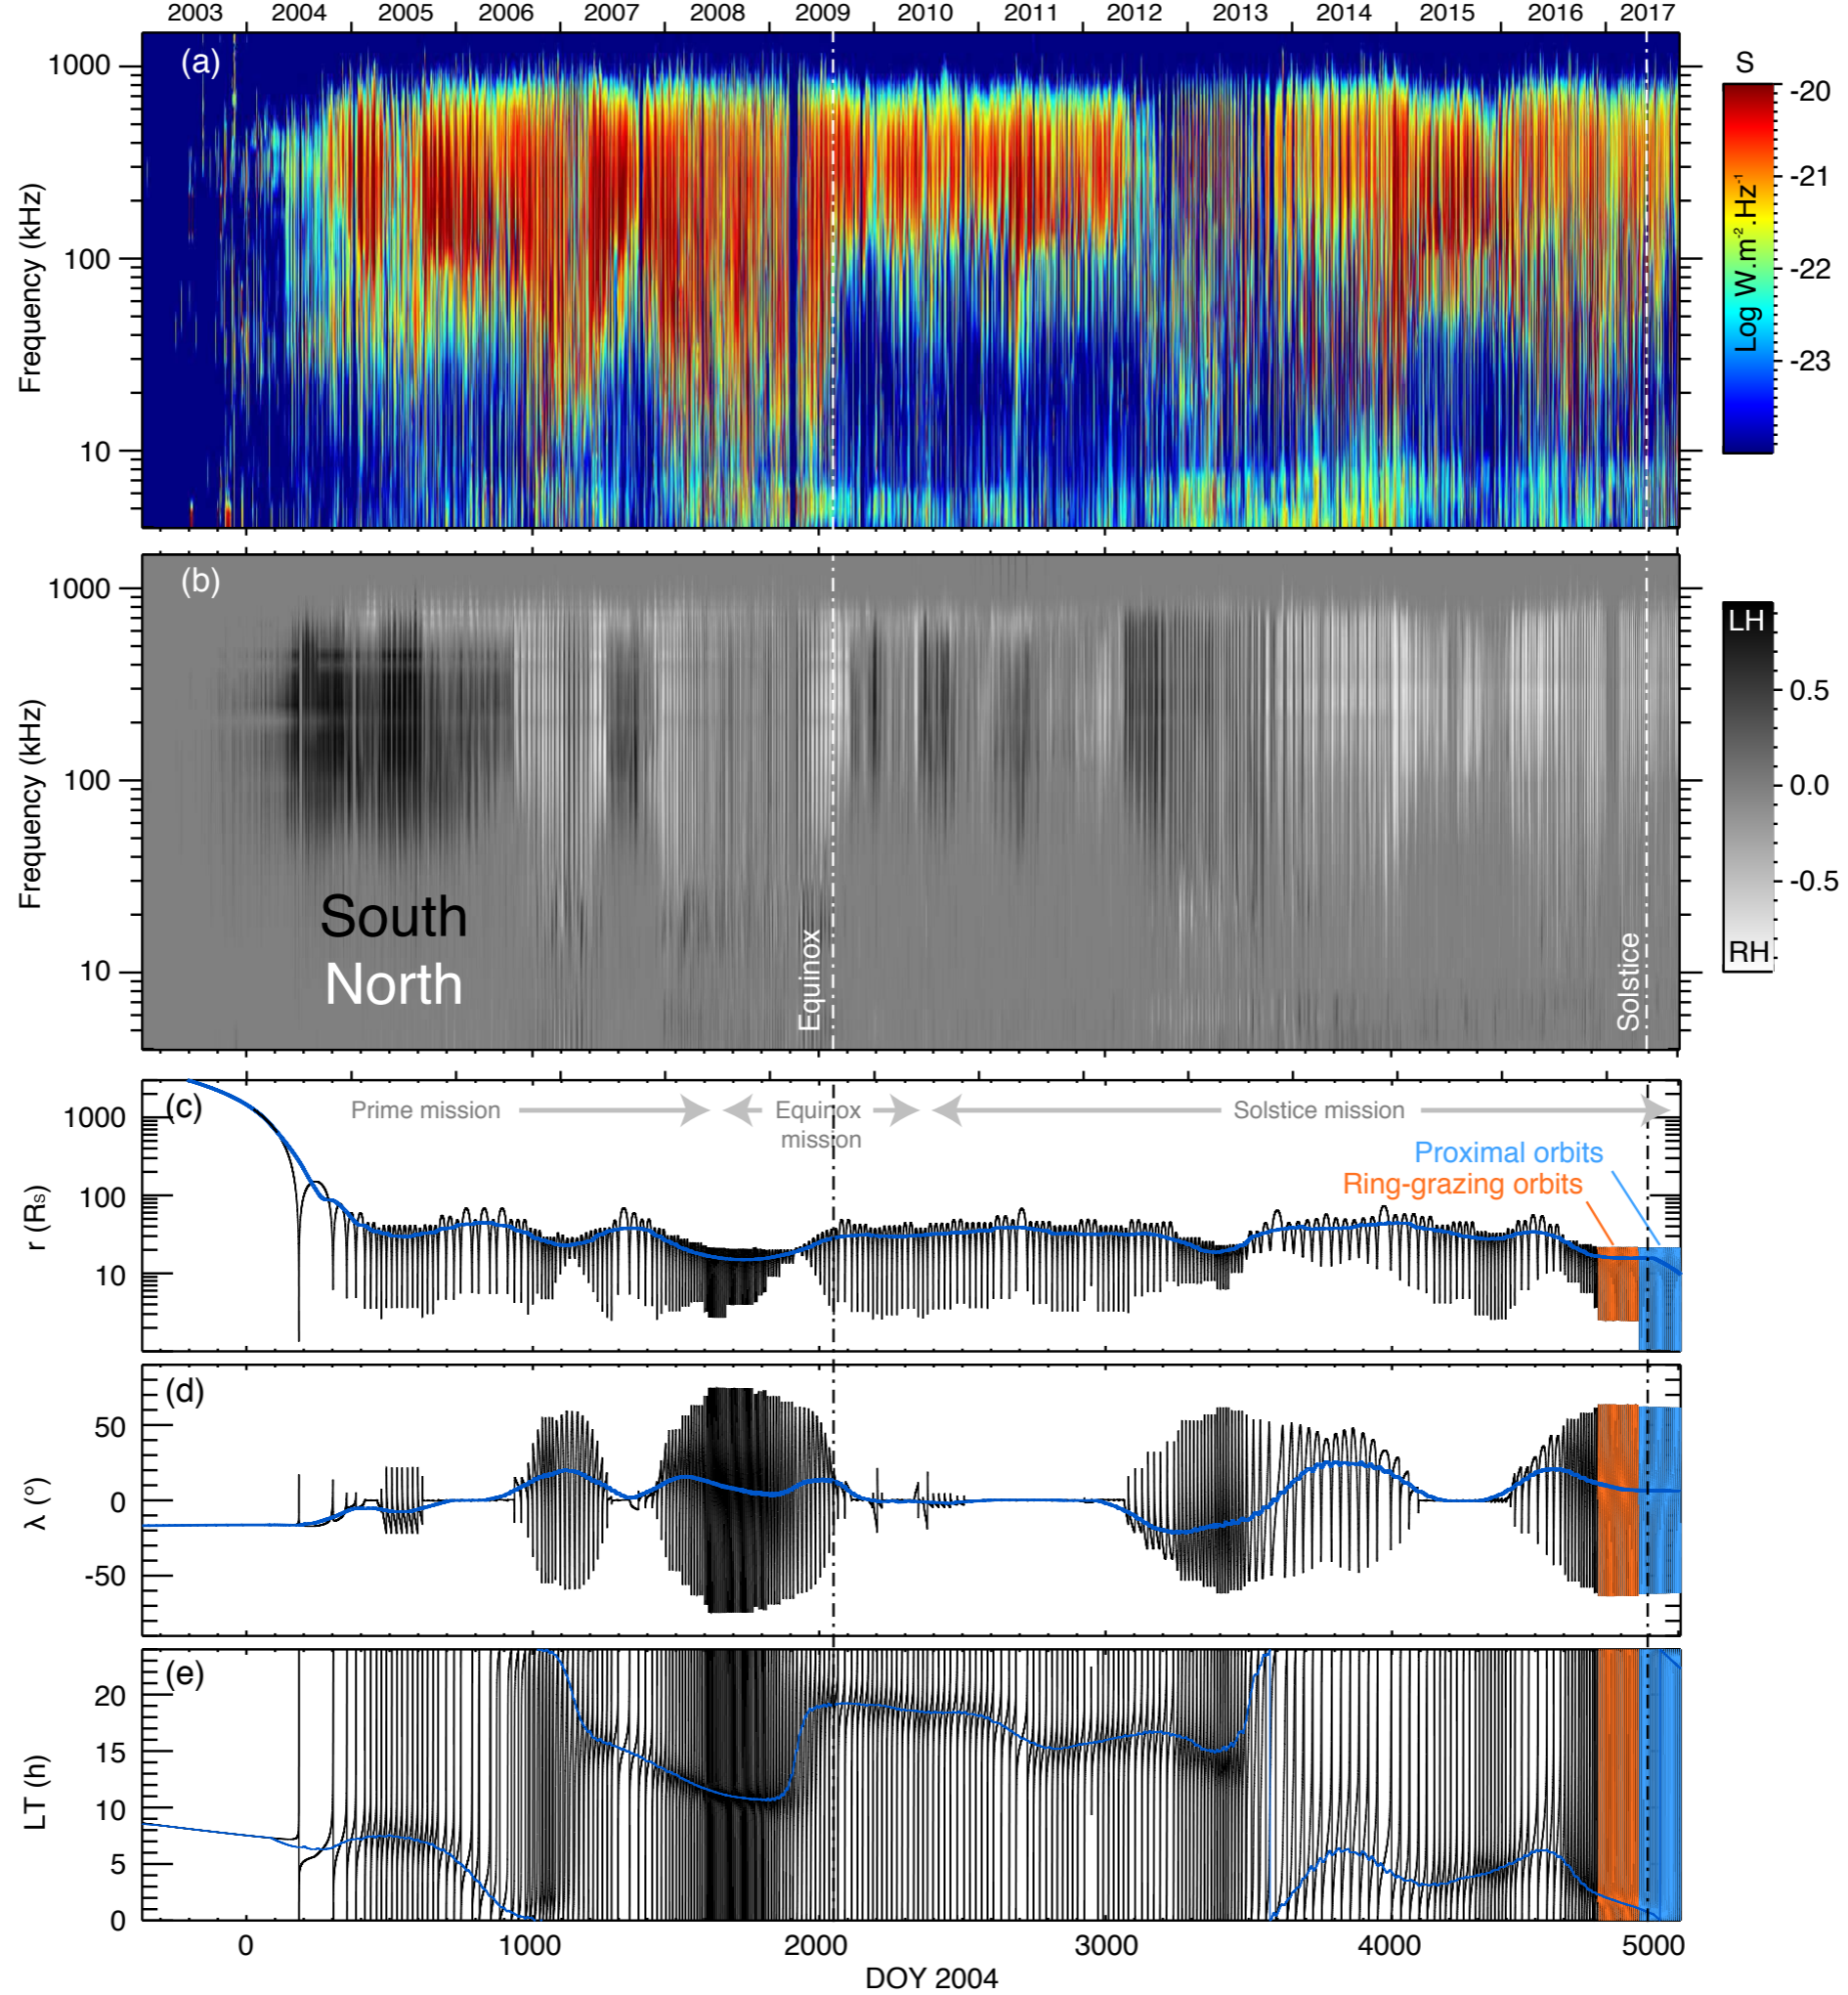 2003 2004 2005 2006 2007 2008 2009 2010 2011 2012 2013 2014 2015 2016 2017
(a)
Frequency (kHz)
1000
100
10
S
-20
-21
-22
-23
Log W.m⁻².Hz⁻¹
(b)
Frequency (kHz)
1000
100
10
South
North
Equinox
Solstice
LH
0.5
0.0
-0.5
RH
(c)
Prime mission
Equinox
mission
Solstice mission
Proximal orbits
Ring-grazing orbits
r (Rs)
1000
100
10
(d)
λ (°)
50
0
-50
(e)
LT (h)
20
15
10
5
0
0 1000 2000 3000 4000 5000
DOY 2004